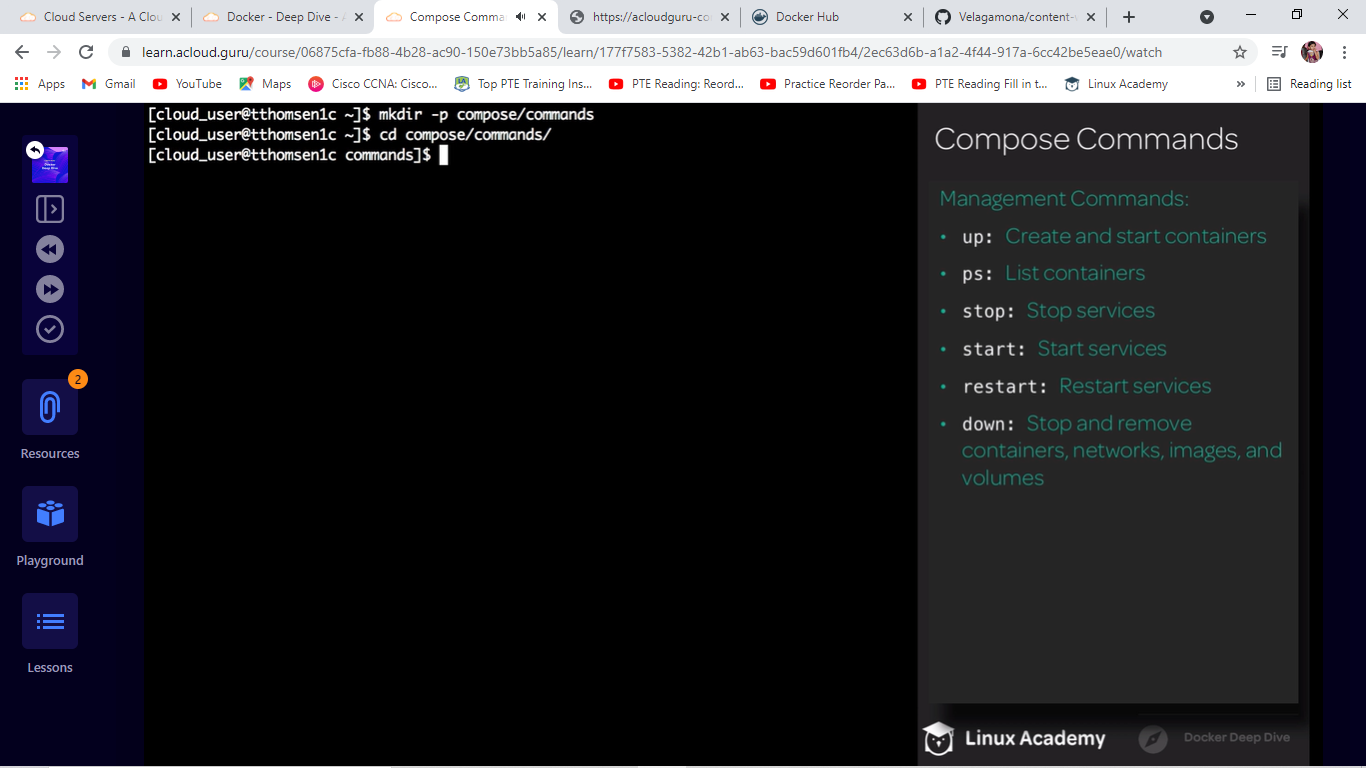 Cloud Servers - A Clou
Docker - Deep Dive - A
Compose Comma
https://acloudguru-co
Docker Hub
Velagamona/content-
learn.acloud.guru/course/06875cfa-fb88-4b28-ac90-150e73bb5a85/learn/177f7583-5382-42b1-ab63-bac59d601fb4/2ec63d6b-a1a2-4f44-917a-6cc42be5eae0/watch
Apps
Gmail
YouTube
Maps
Cisco CCNA: Cisco...
Top PTE Training Ins...
PTE Reading: Reord...
Practice Reorder Pa...
PTE Reading Fill in t...
Linux Academy
»
Reading list
Docker
Deep Dive
2
Resources
Playground
Lessons
[cloud_user@tthomsen1c ~]$ mkdir -p compose/commands
[cloud_user@tthomsen1c ~]$ cd compose/commands/
[cloud_user@tthomsen1c commands]$
Compose Commands
Management Commands:
• up: Create and start containers
• ps: List containers
• stop: Stop services
• start: Start services
• restart: Restart services
• down: Stop and remove
containers, networks, images, and
volumes
Linux Academy
Docker Deep Dive